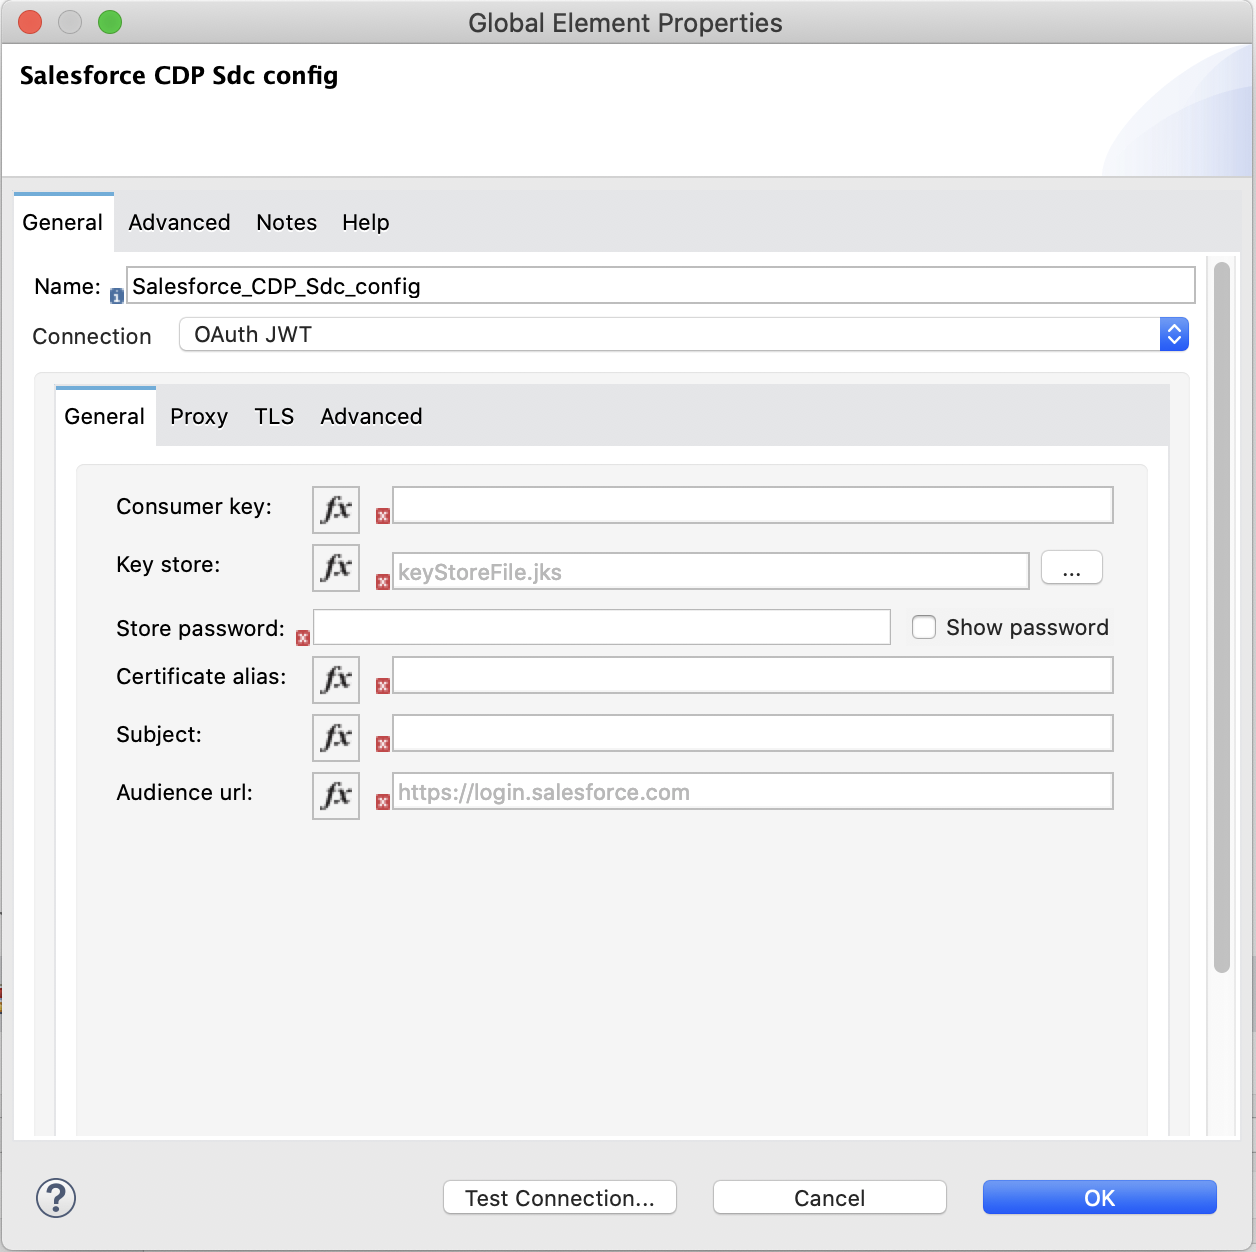 Global Element Properties
Salesforce CDP Sdc config
General Advanced Notes Help
Name: i Salesforce_CDP_Sdc_config
Connection OAuth JWT
General Proxy TLS Advanced
Consumer key: fx x
Key store: fx x keyStoreFile.jks ...
Store password: x Show password
Certificate alias: fx x
Subject: fx x
Audience url: fx x https://login.salesforce.com
? Test Connection... Cancel OK